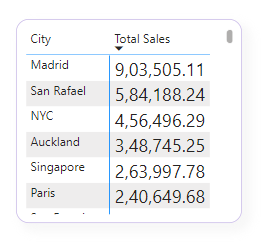 City Total Sales
Madrid 9,03,505.11
San Rafael 5,84,188.24
NYC 4,56,496.29
Auckland 3,48,745.25
Singapore 2,63,997.78
Paris 2,40,649.68